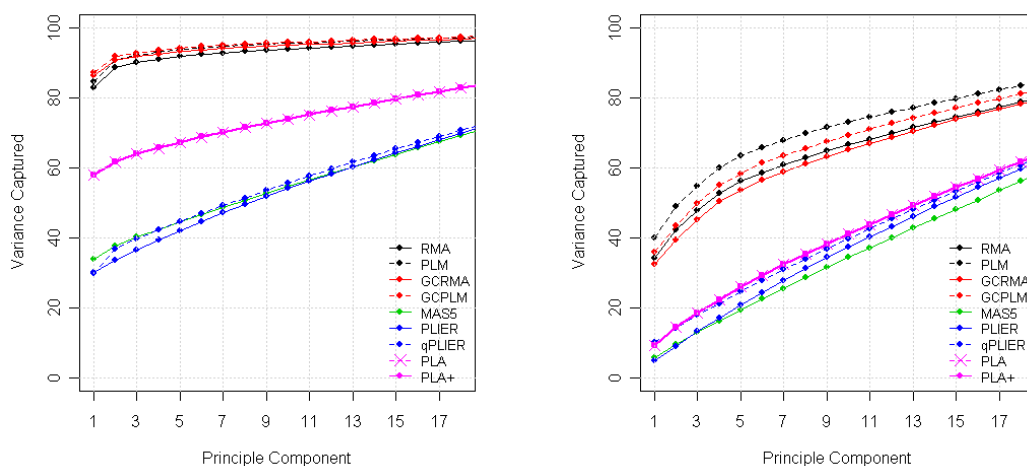 Variance Captured
100
80
60
40
20
0
RMA
PLM
GCRMA
GCPLM
MAS5
PLIER
qPLIER
PLA
PLA+
1 3 5 7 9 11 13 15 17
Principle Component
Variance Captured
100
80
60
40
20
0
RMA
PLM
GCRMA
GCPLM
MAS5
PLIER
qPLIER
PLA
PLA+
1 3 5 7 9 11 13 15 17
Principle Component